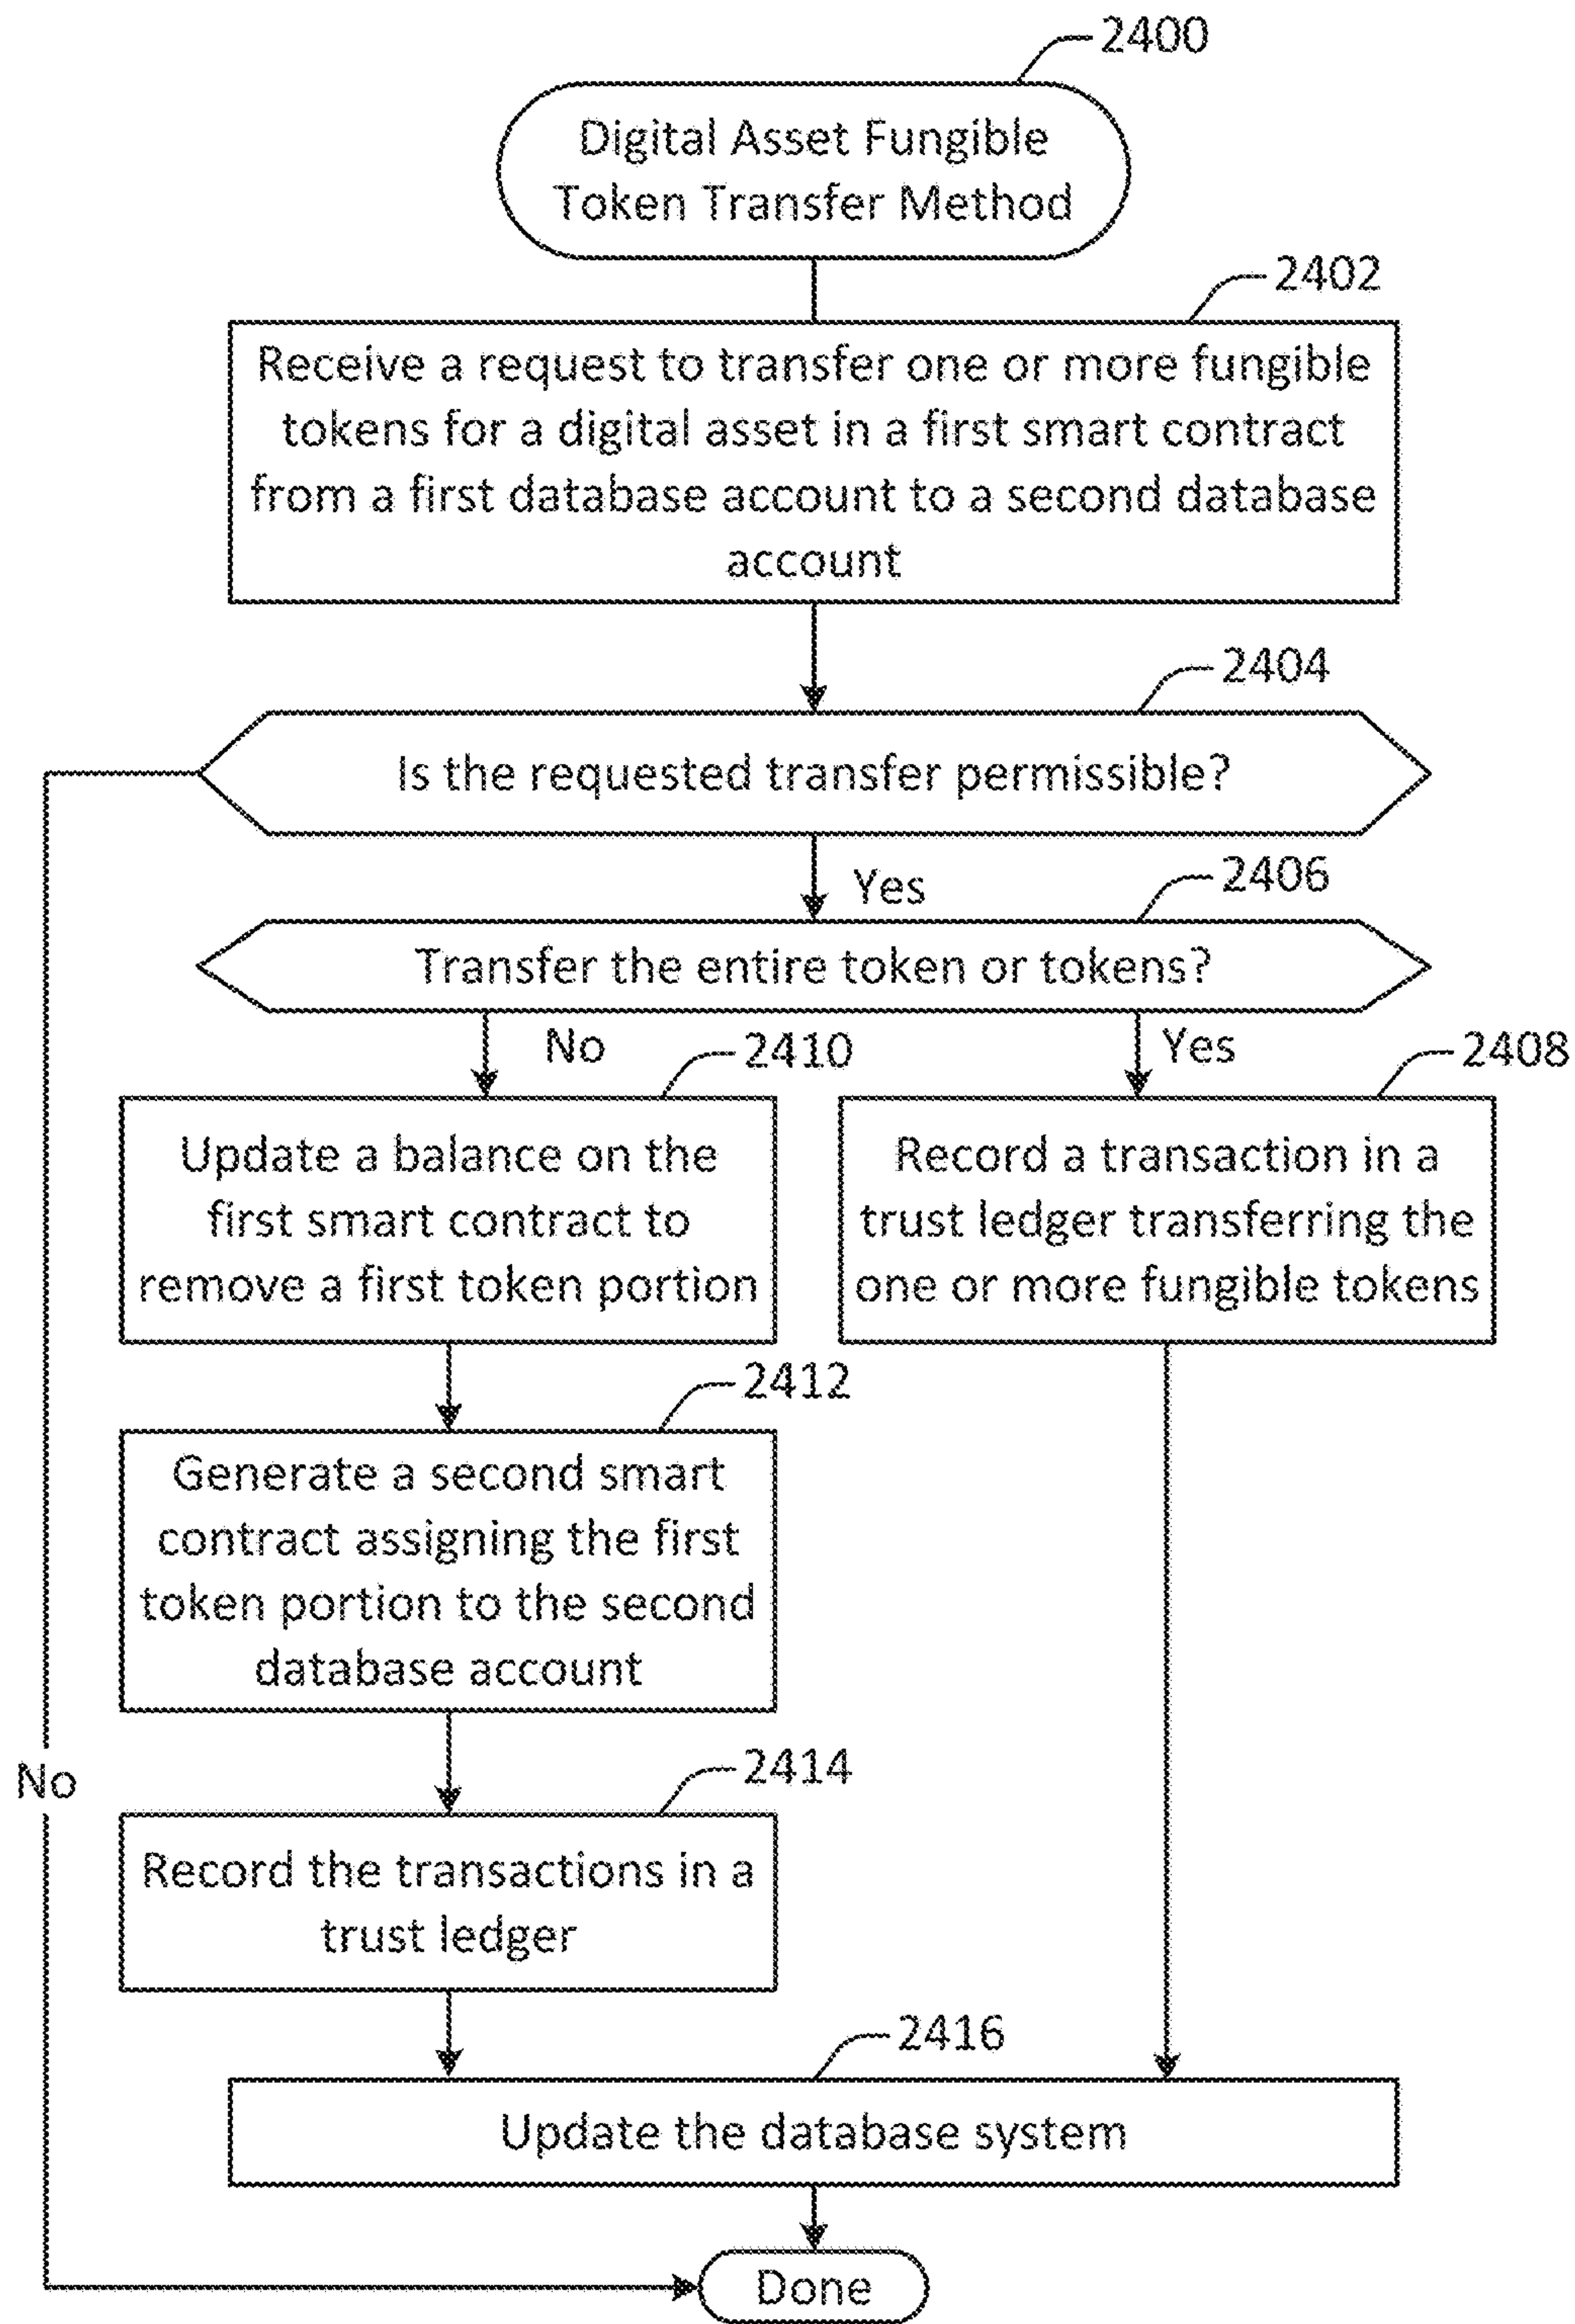 2400
Digital Asset Fungible
Token Transfer Method
2402
Receive a request to transfer one or more fungible
tokens for a digital asset in a first smart contract
from a first database account to a second database
account
2404
Is the requested transfer permissible?
Yes
2406
Transfer the entire token or tokens?
No
2410
Yes
2408
Update a balance on the
first smart contract to
remove a first token portion
Record a transaction in a
trust ledger transferring the
one or more fungible tokens
2412
Generate a second smart
contract assigning the first
token portion to the second
database account
No
2414
Record the transactions in a
trust ledger
2416
Update the database system
Done